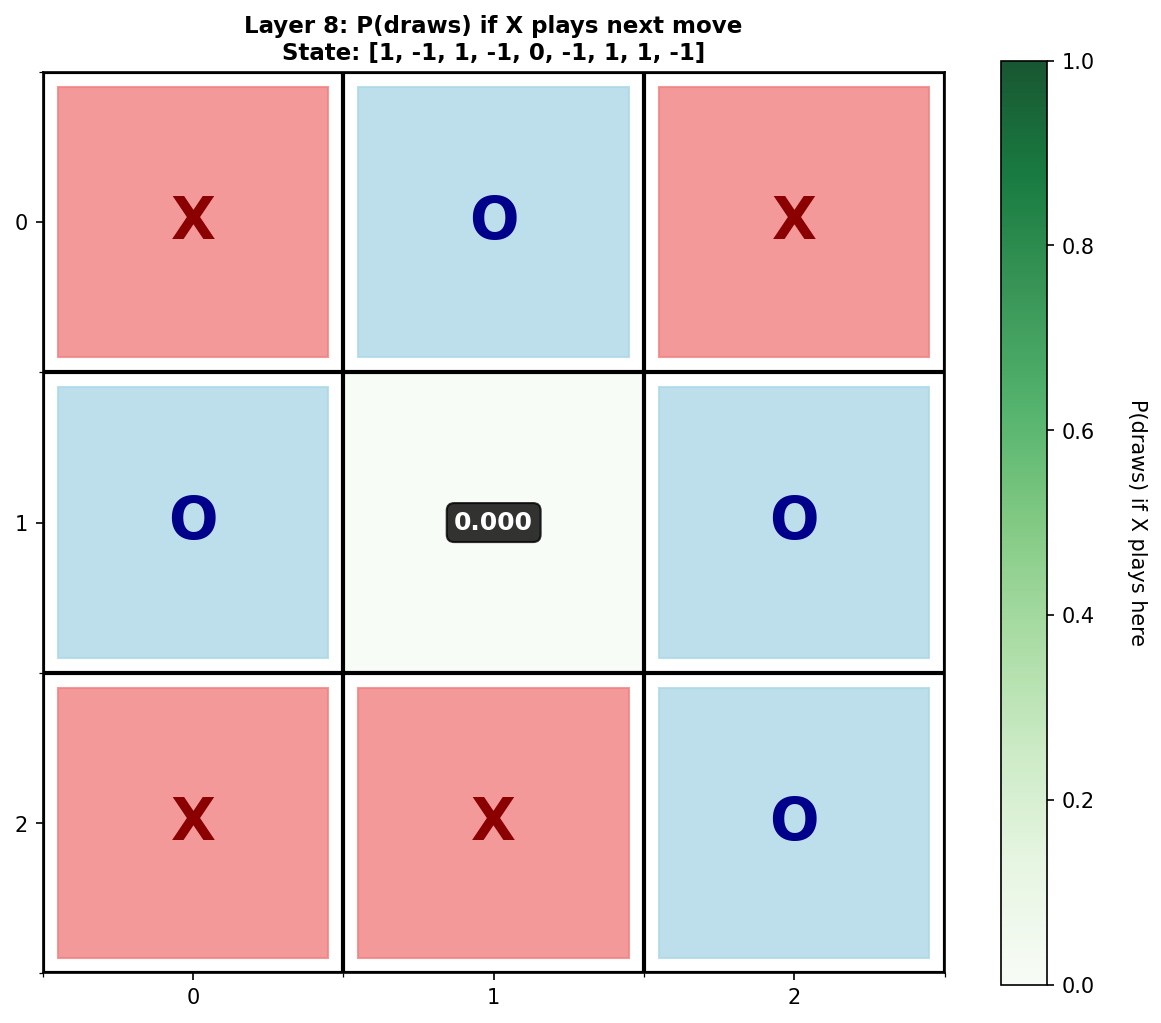 Layer 8: P(draws) if X plays next move
State: [1, -1, 1, -1, 0, -1, 1, 1, -1]
X O X
0
O 0.000 O
1
X X O
2
0 1 2
1.0
0.8
0.6
0.4
0.2
0.0
P(draws) if X plays here